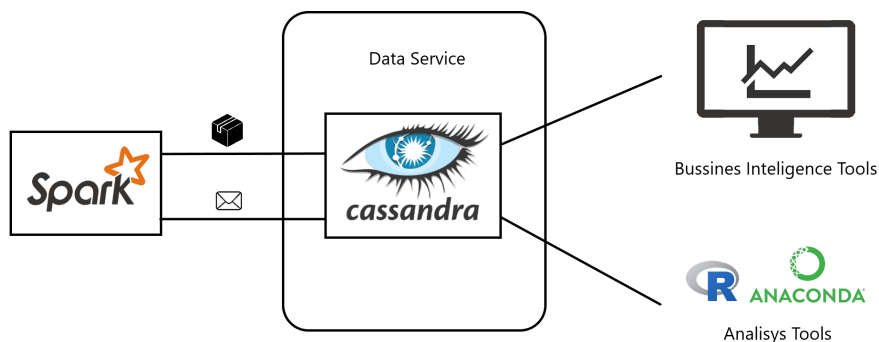 Data Service
Spark
cassandra
Bussines Inteligence Tools
R
ANACONDA
Analisys Tools